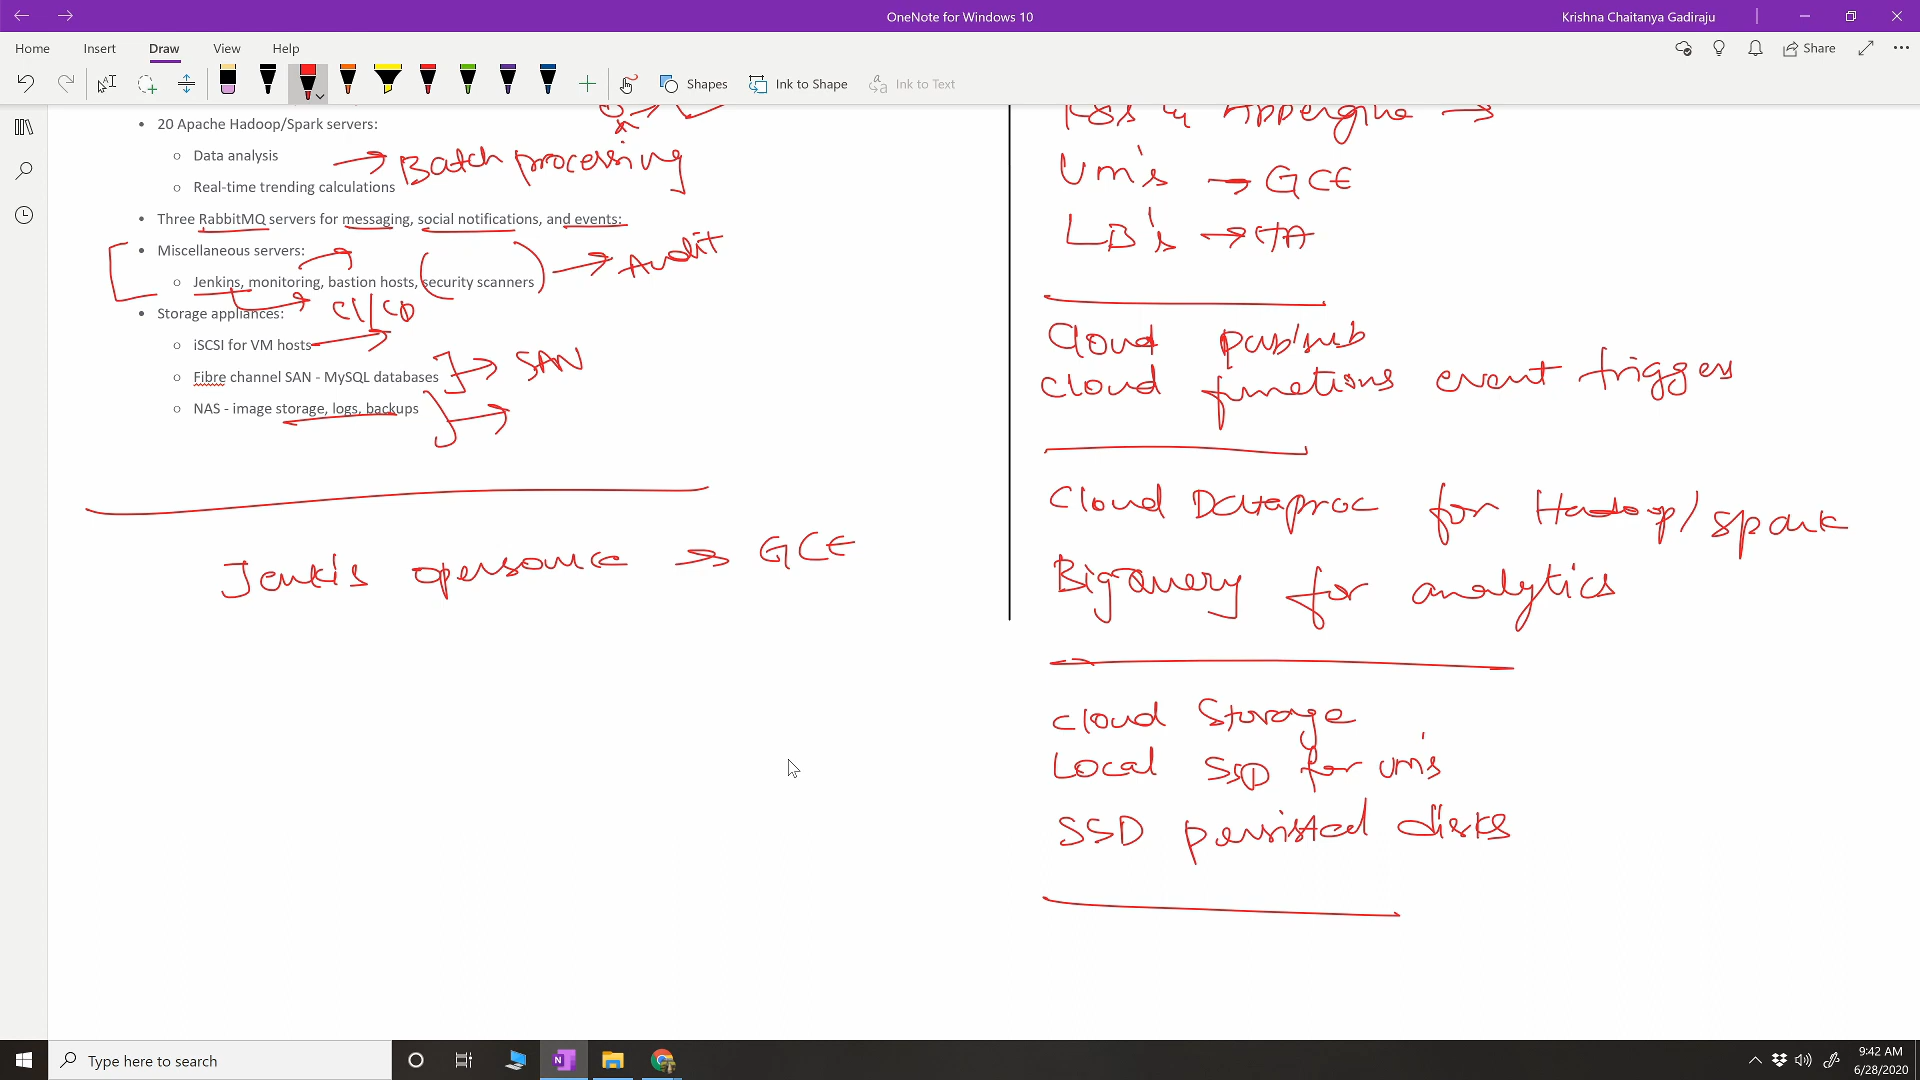 OneNote for Windows 10
Krishna Chaitanya Gadiraju
Home Insert Draw View Help
Share
Shapes
Ink to Shape
Ink to Text
20 Apache Hadoop/Spark servers:
Data analysis
Batch processing
Real-time trending calculations
Three RabbitMQ servers for messaging, social notifications, and events:
Miscellaneous servers:
Jenkins, monitoring, bastion hosts, security scanners
Audit
CI/CD
Storage appliances:
iSCSI for VM hosts
Fibre channel SAN - MySQL databases
SAN
NAS - image storage, logs, backups
Jenkis opensource → GCE
K8s Appengine →
Vm's → GCE
LB's →
Cloud pub/sub
cloud functions event triggers
Cloud Dataproc for Hadoop/spark
BigQuery for analytics
cloud Storage
Local SSD for vm's
SSD persisted disks
Type here to search
9:42 AM
6/28/2020